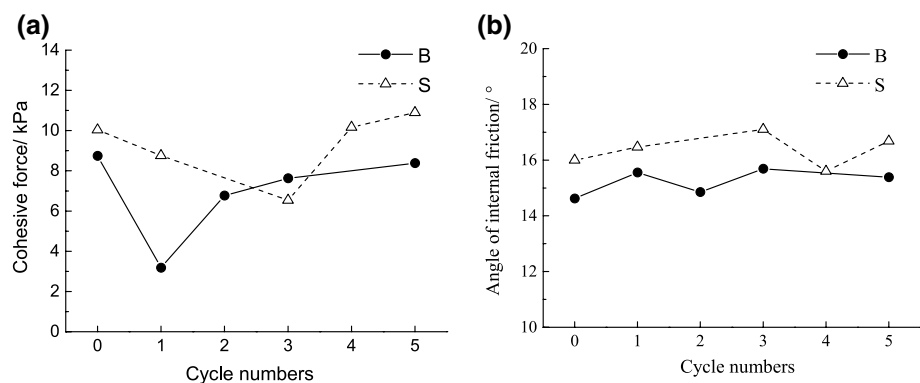 (a)
B
S
14
12
10
8
6
4
2
0
Cohesive force/ kPa
0 1 2 3 4 5
Cycle numbers
(b)
B
S
20
18
16
14
12
10
Angle of internal friction/ °
0 1 2 3 4 5
Cycle numbers